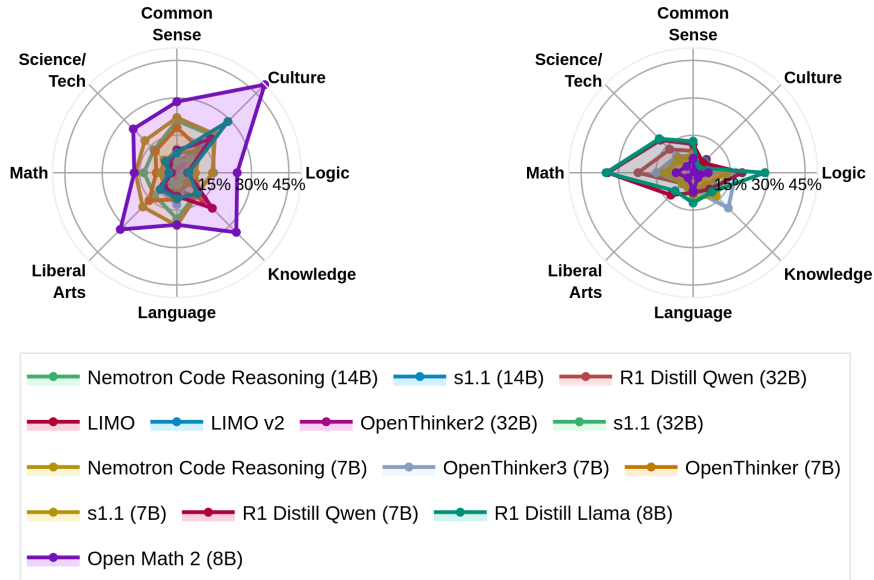 Common
Sense
Science/
Tech
Culture
Math
15% 30% 45%
Logic
Liberal
Arts
Knowledge
Language
Common
Sense
Science/
Tech
Culture
Math
15% 30% 45%
Logic
Liberal
Arts
Knowledge
Language
Nemotron Code Reasoning (14B) s1.1 (14B) R1 Distill Qwen (32B)
LIMO LIMO v2 OpenThinker2 (32B) s1.1 (32B)
Nemotron Code Reasoning (7B) OpenThinker3 (7B) OpenThinker (7B)
s1.1 (7B) R1 Distill Qwen (7B) R1 Distill Llama (8B)
Open Math 2 (8B)